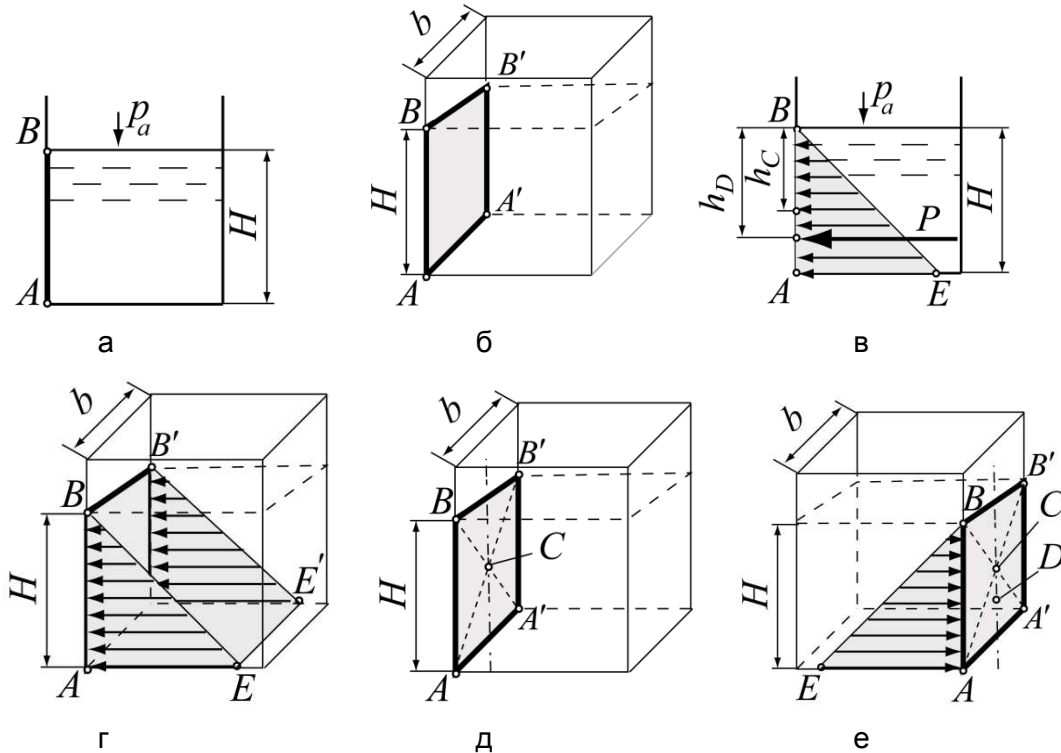 B p_a H A
а
b B' B H A' A
б
p_a B h_C h_D P H A E
в
b B' B H E' A E
г
b B' B C H A' A
д
b B' B C D H A' E A
е